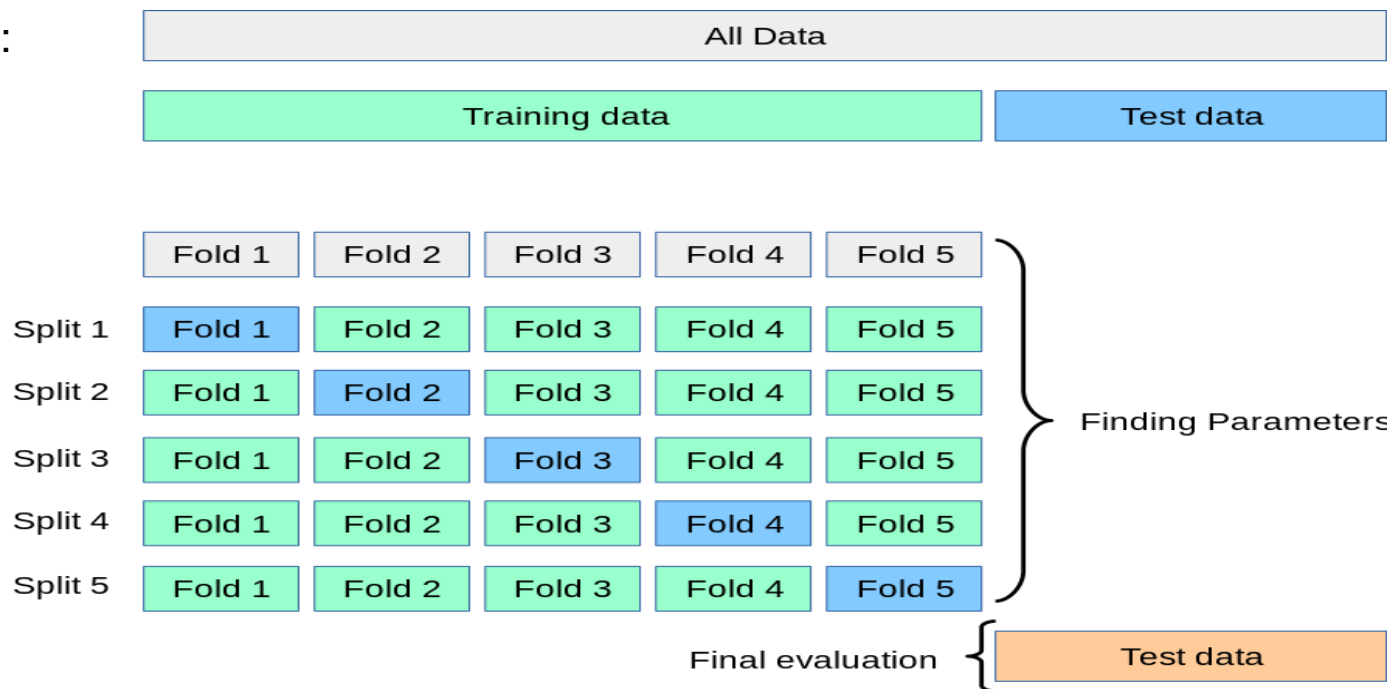 :
All Data
Training data Test data
Fold 1 Fold 2 Fold 3 Fold 4 Fold 5
Split 1 Fold 1 Fold 2 Fold 3 Fold 4 Fold 5
Split 2 Fold 1 Fold 2 Fold 3 Fold 4 Fold 5
Finding Parameters
Split 3 Fold 1 Fold 2 Fold 3 Fold 4 Fold 5
Split 4 Fold 1 Fold 2 Fold 3 Fold 4 Fold 5
Split 5 Fold 1 Fold 2 Fold 3 Fold 4 Fold 5
Final evaluation Test data